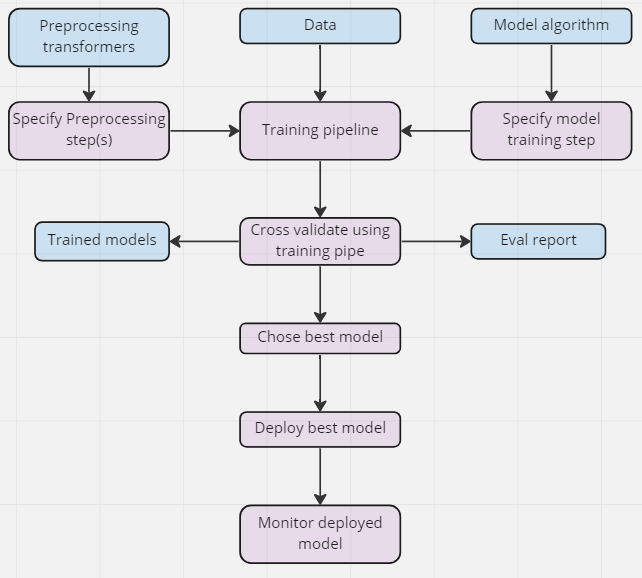 Preprocessing
transformers
Data
Model algorithm
Specify Preprocessing
step(s)
Training pipeline
Specify model
training step
Trained models
Cross validate using
training pipe
Eval report
Chose best model
Deploy best model
Monitor deployed
model